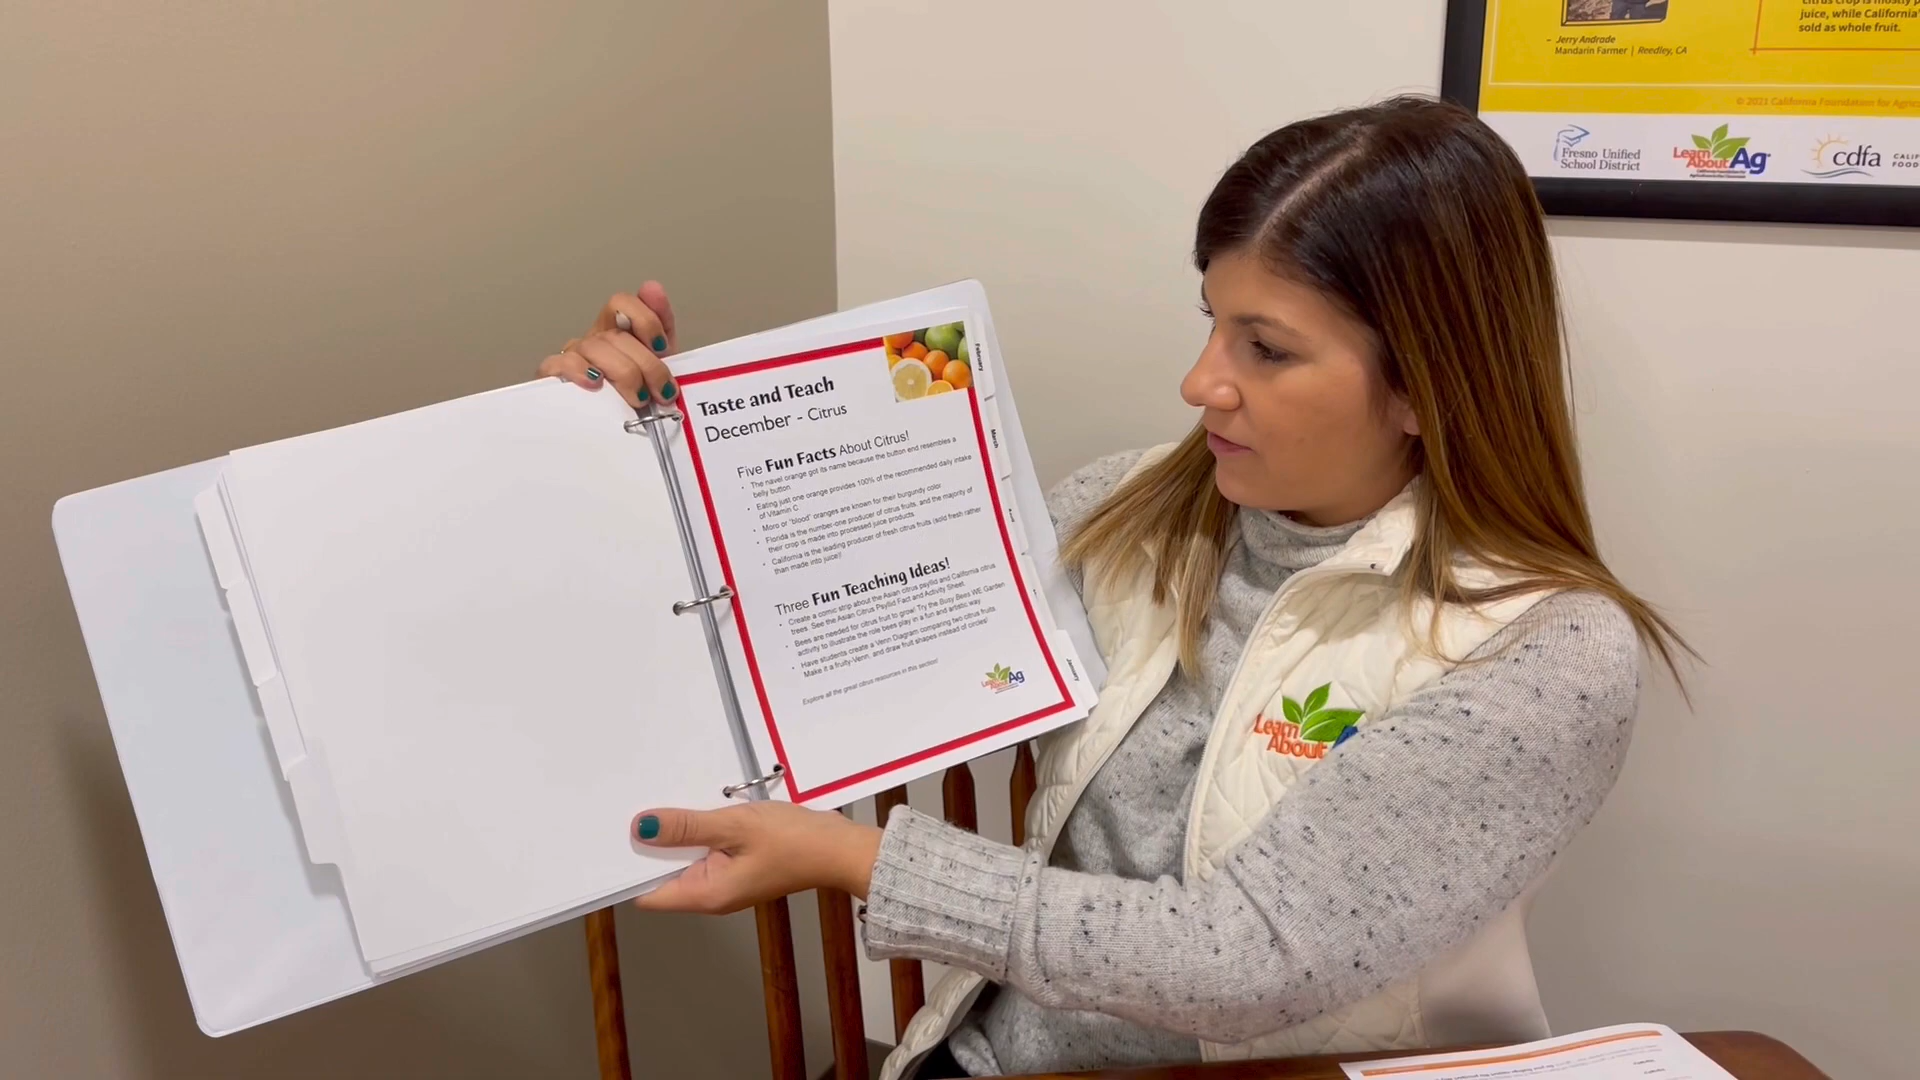 Taste and Teach
December - Citrus
Five Fun Facts About Citrus!
• The navel orange got its name because the button end resembles a
belly button.
• Eating just one orange provides 100% of the recommended daily intake
of Vitamin C.
• Moro or "blood" oranges are known for their burgundy color.
• Florida is the number-one producer of citrus fruits, and the majority of
their crop is made into processed juice products.
• California is the leading producer of fresh citrus fruits (sold fresh rather
than made into juice)!
Three Fun Teaching Ideas!
• Create a comic strip about the Asian citrus psyllid and California citrus
trees. See the Asian Citrus Psyllid Fact and Activity Sheet.
• Bees are needed for citrus fruit to grow! Try the Busy Bees WE Garden
activity to illustrate the role bees play in a fun and artistic way.
• Have students create a Venn Diagram comparing two citrus fruits.
Make it a fruity-Venn, and draw fruit shapes instead of circles!
Explore all the great citrus resources in this section!
Learn About Ag
February
March
January
juice, while California's
sold as whole fruit.
– Jerry Andrade
Mandarin Farmer | Reedley, CA
© 2021 California Foundation for
Fresno Unified
School District
Learn
About Ag
cdfa
FOOD
Learn
About